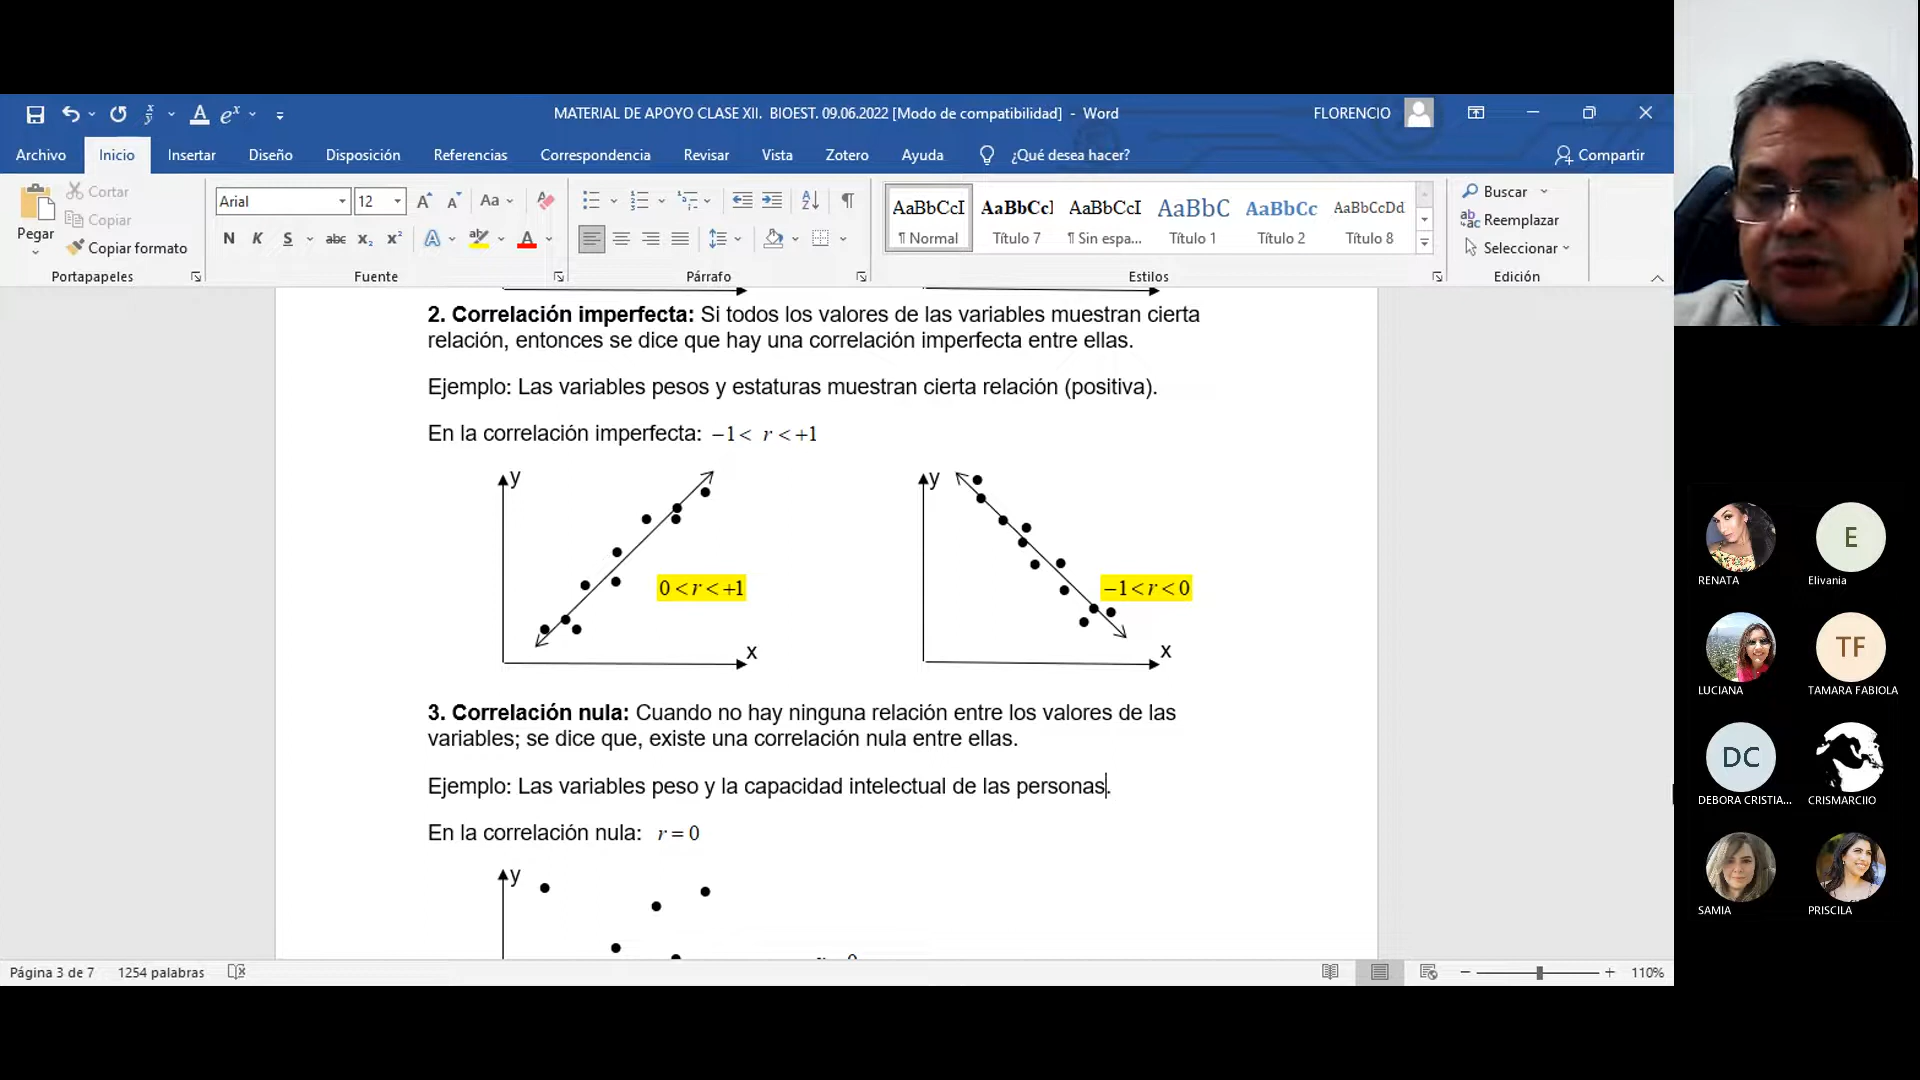 MATERIAL DE APOYO CLASE XII.  BIOEST. 09.06.2022 [Modo de compatibilidad]  -  Word
FLORENCIO
Archivo
Inicio
Insertar
Diseño
Disposición
Referencias
Correspondencia
Revisar
Vista
Zotero
Ayuda
¿Qué desea hacer?
Compartir
Pegar
Cortar
Copiar
Copiar formato
Portapapeles
Arial
12
Aa
N K S abc x₂ x²
Fuente
Párrafo
AaBbCcI
¶ Normal
AaBbCcI
Título 7
AaBbCcI
¶ Sin espa...
AaBbC
Título 1
AaBbCc
Título 2
AaBbCcDd
Título 8
Estilos
Buscar
Reemplazar
Seleccionar
Edición
2. Correlación imperfecta: Si todos los valores de las variables muestran cierta
relación, entonces se dice que hay una correlación imperfecta entre ellas.
Ejemplo: Las variables pesos y estaturas muestran cierta relación (positiva).
En la correlación imperfecta: −1 < r < +1
y
0 < r < +1
x
y
−1 < r < 0
x
3. Correlación nula: Cuando no hay ninguna relación entre los valores de las
variables; se dice que, existe una correlación nula entre ellas.
Ejemplo: Las variables peso y la capacidad intelectual de las personas.
En la correlación nula: r = 0
y
Página 3 de 7
1254 palabras
110%
RENATA
E
Elivania
LUCIANA
TF
TAMARA FABIOLA
DC
DEBORA CRISTIA...
CRISMARCIIO
SAMIA
PRISCILA